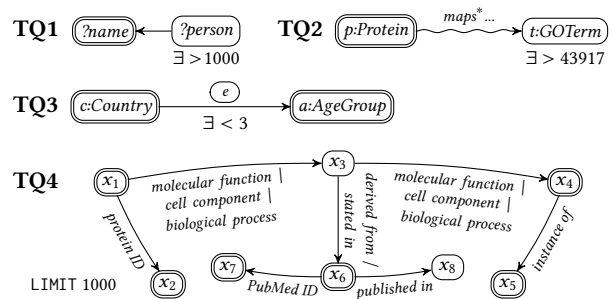 TQ1 ?name ?person
∃ > 1000
TQ2 p:Protein maps*... t:GOTerm
∃ > 43917
TQ3 c:Country e a:AgeGroup
∃ < 3
TQ4 x1 x3 x4
molecular function |
cell component |
biological process
molecular function |
cell component |
biological process
protein ID
derived from /
stated in
instance of
LIMIT 1000 x2 x7 PubMed ID x6 published in x8 x5